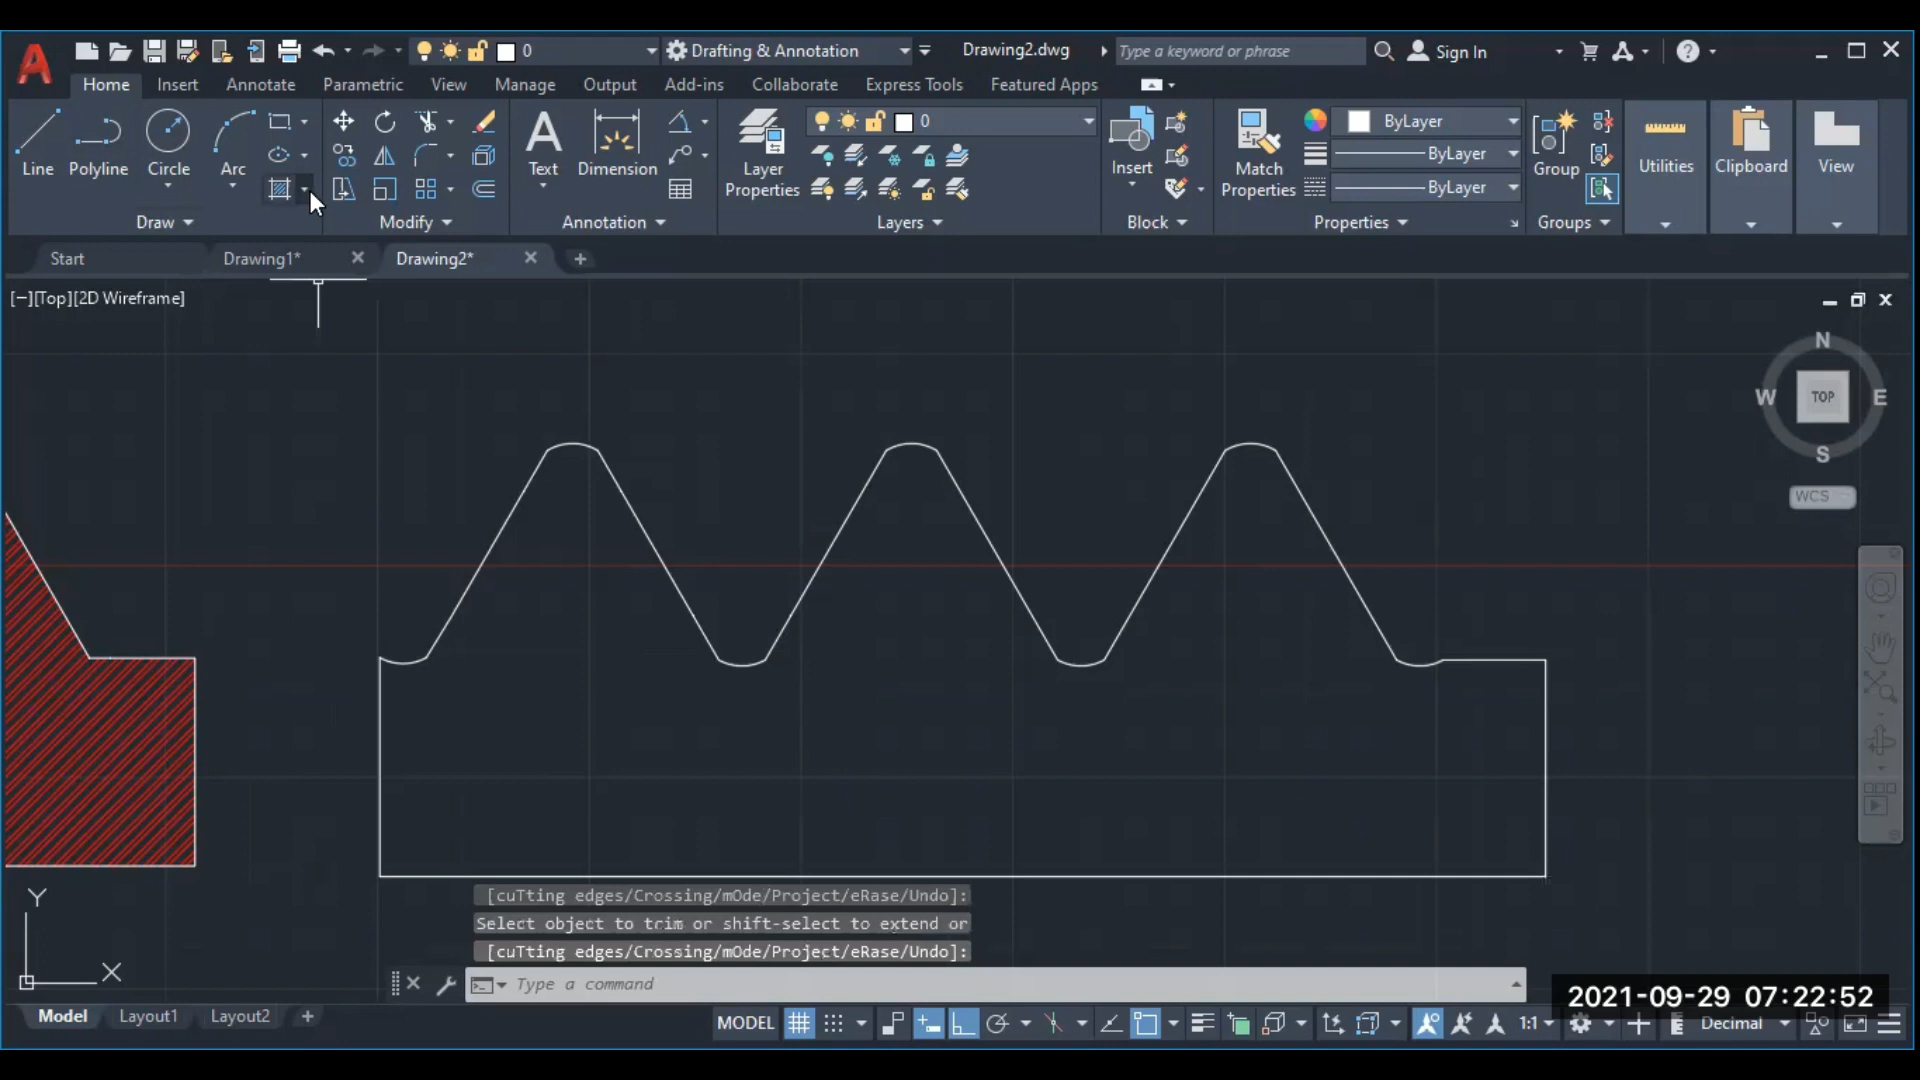 0
Drafting & Annotation
Drawing2.dwg
Type a keyword or phrase
Sign In
Home Insert Annotate Parametric View Manage Output Add-ins Collaborate Express Tools Featured Apps
0
ByLayer
Line Polyline Circle Arc
Text Dimension
Layer
Properties
ByLayer
Insert
Match
Properties
Group
Utilities Clipboard View
ByLayer
Draw Modify Annotation Layers Block Properties Groups
Start Drawing1* Drawing2*
[−][Top][2D Wireframe]
N
W TOP E
S
WCS
[cuTting edges/Crossing/mOde/Project/eRase/Undo]:
Select object to trim or shift-select to extend or
[cuTting edges/Crossing/mOde/Project/eRase/Undo]:
Y
X
Type a command
2021-09-29 07:22:52
Model Layout1 Layout2
MODEL
1:1
Decimal